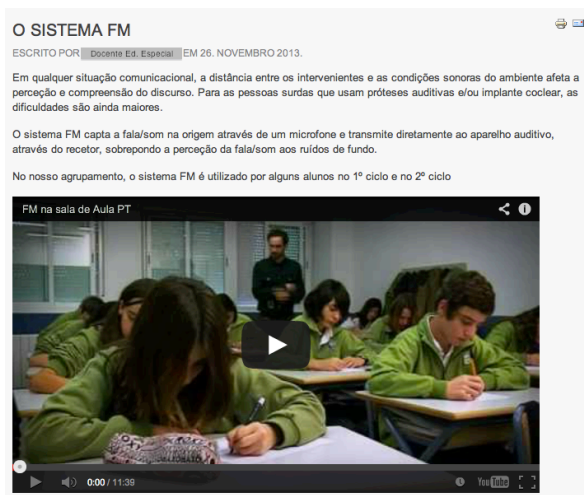 O SISTEMA FM
ESCRITO POR Docente Ed. Especial EM 26. NOVEMBRO 2013.
Em qualquer situação comunicacional, a distância entre os intervenientes e as condições sonoras do ambiente afeta a
perceção e compreensão do discurso. Para as pessoas surdas que usam próteses auditivas e/ou implante coclear, as
dificuldades são ainda maiores.
O sistema FM capta a fala/som na origem através de um microfone e transmite diretamente ao aparelho auditivo,
através do recetor, sobrepondo a perceção da fala/som aos ruídos de fundo.
No nosso agrupamento, o sistema FM é utilizado por alguns alunos no 1º ciclo e no 2º ciclo
FM na sala de Aula PT
0:00 / 11:39
YouTube